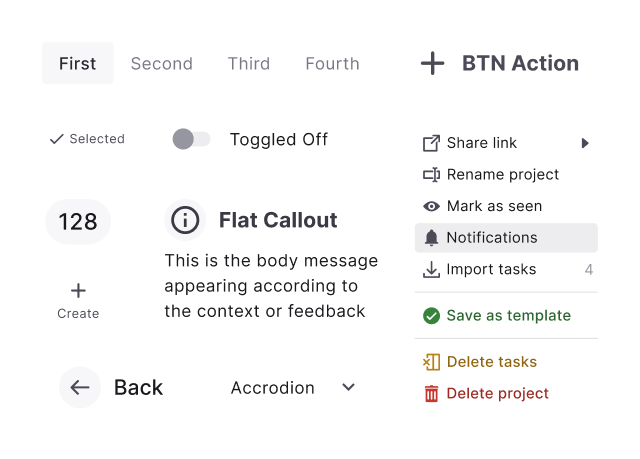 First Second Third Fourth
BTN Action
Selected
Toggled Off
128
Create
Flat Callout
This is the body message
appearing according to
the context or feedback
Back
Accrodion
Share link
Rename project
Mark as seen
Notifications
Import tasks 4
Save as template
Delete tasks
Delete project